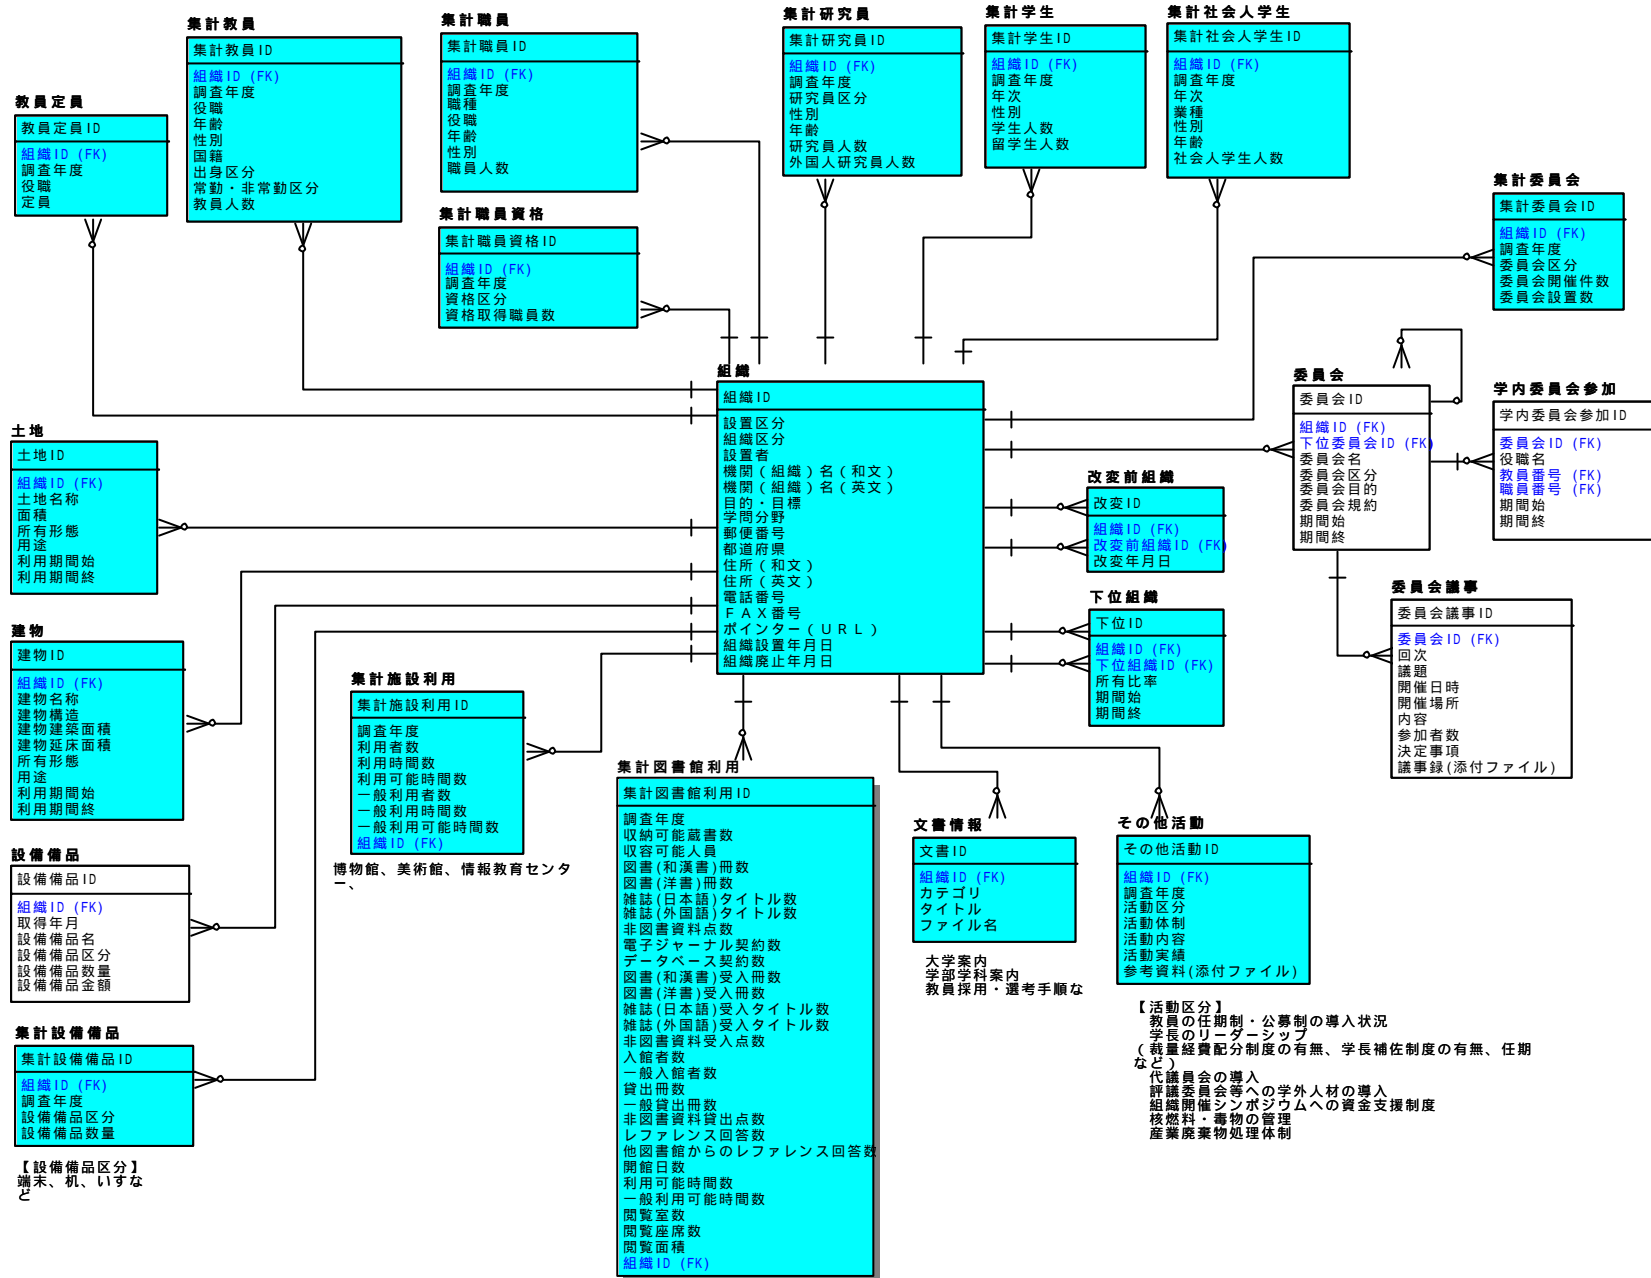 集計教員
集計教員ID
組織ID (FK)
調査年度
役職
年齢
性別
国籍
出身区分
常勤・非常勤区分
教員人数
集計職員
集計職員ID
組織ID (FK)
調査年度
職種
役職
年齢
性別
職員人数
集計研究員
集計研究員ID
組織ID (FK)
調査年度
研究員区分
性別
年齢
研究員人数
外国人研究員人数
集計学生
集計学生ID
組織ID (FK)
調査年度
年次
性別
学生人数
留学生人数
集計社会人学生
集計社会人学生ID
組織ID (FK)
調査年度
年次
業種
性別
年齢
社会人学生人数
教員定員
教員定員ID
組織ID (FK)
調査年度
役職
定員
集計職員資格
集計職員資格ID
組織ID (FK)
調査年度
資格区分
資格取得職員数
集計委員会
集計委員会ID
組織ID (FK)
調査年度
委員会区分
委員会開催件数
委員会設置数
組織
組織ID
設置区分
組織区分
設置者
機関(組織)名(和文)
機関(組織)名(英文)
目的・目標
学問分野
郵便番号
都道府県
住所(和文)
住所(英文)
電話番号
FAX番号
ポインター(URL)
組織設置年月日
組織廃止年月日
委員会
委員会ID
組織ID (FK)
下位委員会ID (FK)
委員会名
委員会区分
委員会目的
委員会規約
期間始
期間終
学内委員会参加
学内委員会参加ID
委員会ID (FK)
役職名
教員番号 (FK)
職員番号 (FK)
期間始
期間終
土地
土地ID
組織ID (FK)
土地名称
面積
所有形態
用途
利用期間始
利用期間終
改変前組織
改変ID
組織ID (FK)
改変前組織ID (FK)
改変年月日
下位組織
下位ID
組織ID (FK)
下位組織ID (FK)
所有比率
期間始
期間終
委員会議事
委員会議事ID
委員会ID (FK)
回次
議題
開催日時
開催場所
内容
参加者数
決定事項
議事録(添付ファイル)
建物
建物ID
組織ID (FK)
建物名称
建物構造
建物建築面積
建物延床面積
所有形態
用途
利用期間始
利用期間終
集計施設利用
集計施設利用ID
調査年度
利用者数
利用時間数
利用可能時間数
一般利用者数
一般利用時間数
一般利用可能時間数
組織ID (FK)
博物館、美術館、情報教育センタ
ー、
集計図書館利用
集計図書館利用ID
調査年度
収納可能蔵書数
収容可能人員
図書(和漢書)冊数
図書(洋書)冊数
雑誌(日本語)タイトル数
雑誌(外国語)タイトル数
非図書資料点数
電子ジャーナル契約数
データベース契約数
図書(和漢書)受入冊数
図書(洋書)受入冊数
雑誌(日本語)受入タイトル数
雑誌(外国語)受入タイトル数
非図書資料受入点数
入館者数
一般入館者数
貸出冊数
一般貸出冊数
非図書資料貸出点数
レファレンス回答数
他図書館からのレファレンス回答数
開館日数
利用可能時間数
一般利用可能時間数
閲覧室数
閲覧座席数
閲覧面積
組織ID (FK)
文書情報
文書ID
組織ID (FK)
カテゴリ
タイトル
ファイル名
大学案内
学部学科案内
教員採用・選考手順な
その他活動
その他活動ID
組織ID (FK)
調査年度
活動区分
活動体制
活動内容
活動実績
参考資料(添付ファイル)
【活動区分】
教員の任期制・公募制の導入状況
学長のリーダーシップ
(裁量経費配分制度の有無、学長補佐制度の有無、任期
など)
代議員会の導入
評議委員会等への学外人材の導入
組織開催シンポジウムへの資金支援制度
核燃料・毒物の管理
産業廃棄物処理体制
設備備品
設備備品ID
組織ID (FK)
取得年月
設備備品名
設備備品区分
設備備品数量
設備備品金額
集計設備備品
集計設備備品ID
組織ID (FK)
調査年度
設備備品区分
設備備品数量
【設備備品区分】
端末、机、いすな
ど